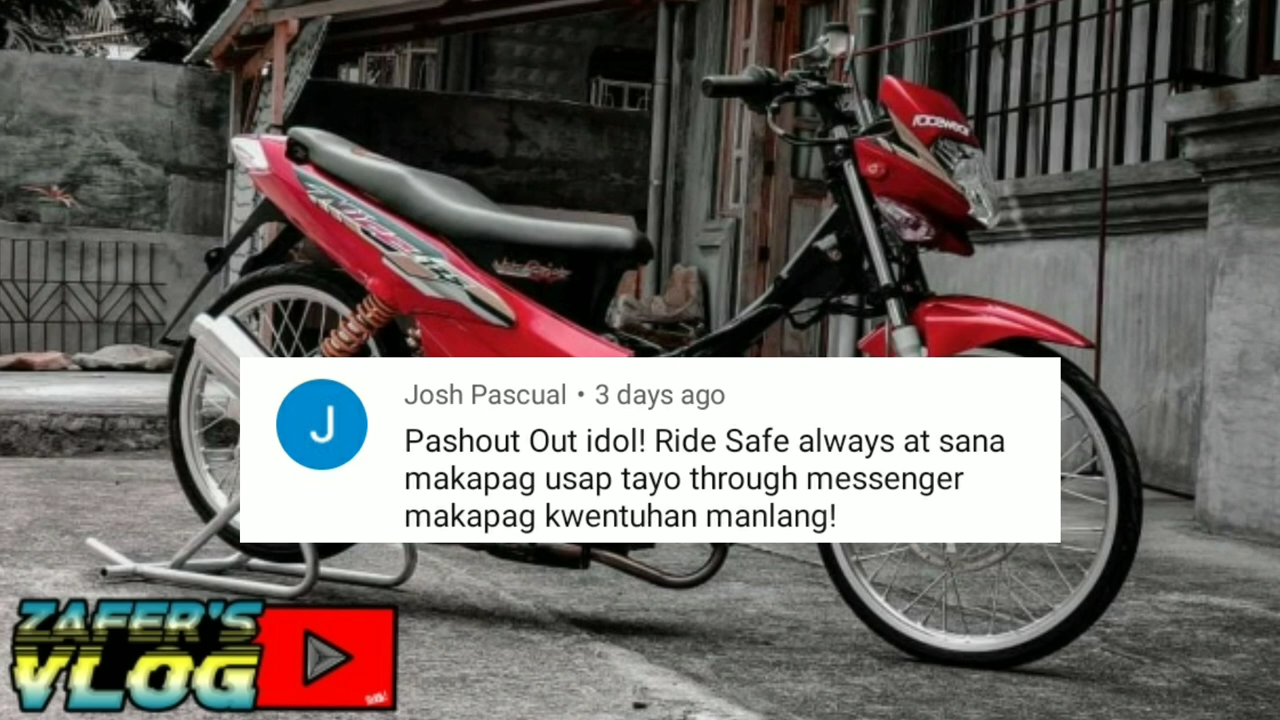 racewear
Josh Pascual • 3 days ago
Pashout Out idol! Ride Safe always at sana
makapag usap tayo through messenger
makapag kwentuhan manlang!
J
ZAFER'S
VLOG